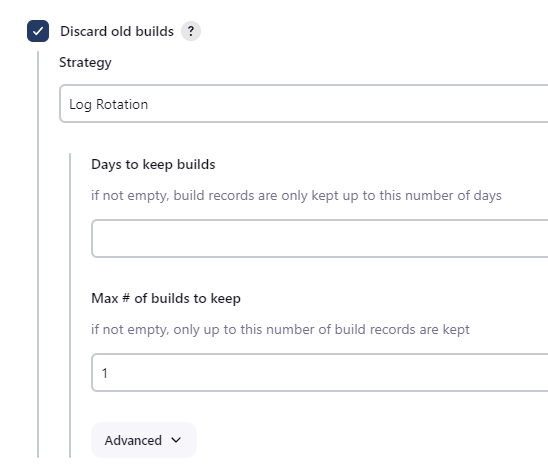 Discard old builds ?
Strategy
Log Rotation
Days to keep builds
if not empty, build records are only kept up to this number of days
Max # of builds to keep
if not empty, only up to this number of build records are kept
1
Advanced